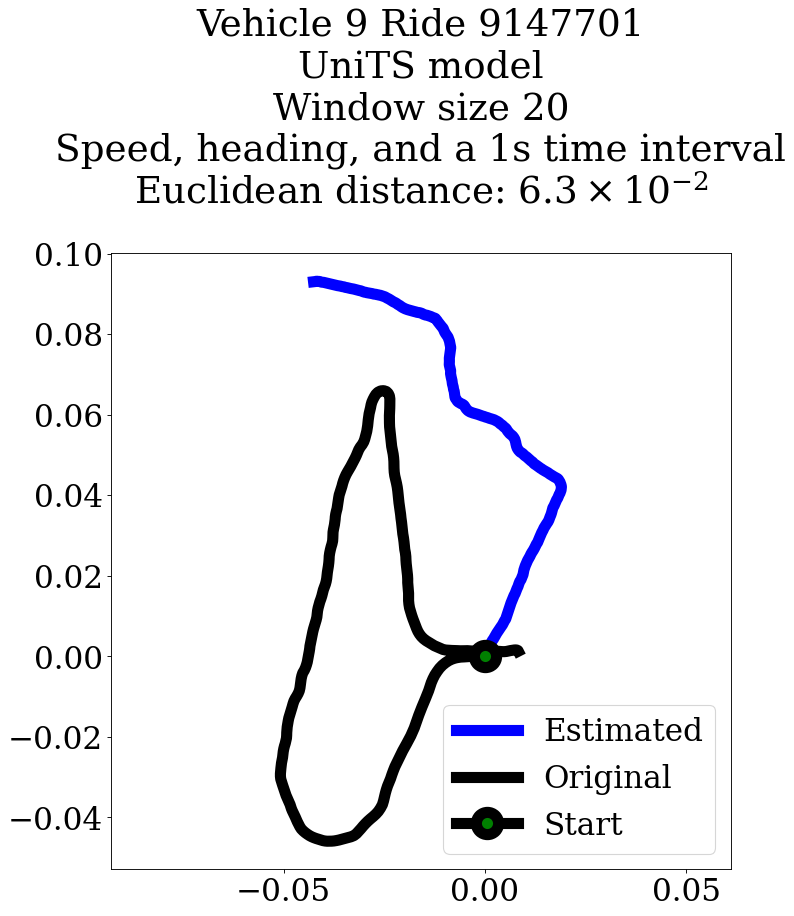 Vehicle 9 Ride 9147701
UniTS model
Window size 20
Speed, heading, and a 1s time interval
Euclidean distance: 6.3 × 10⁻²
0.10
0.08
0.06
0.04
0.02
0.00
−0.02
−0.04
Estimated
Original
Start
−0.05
0.00
0.05